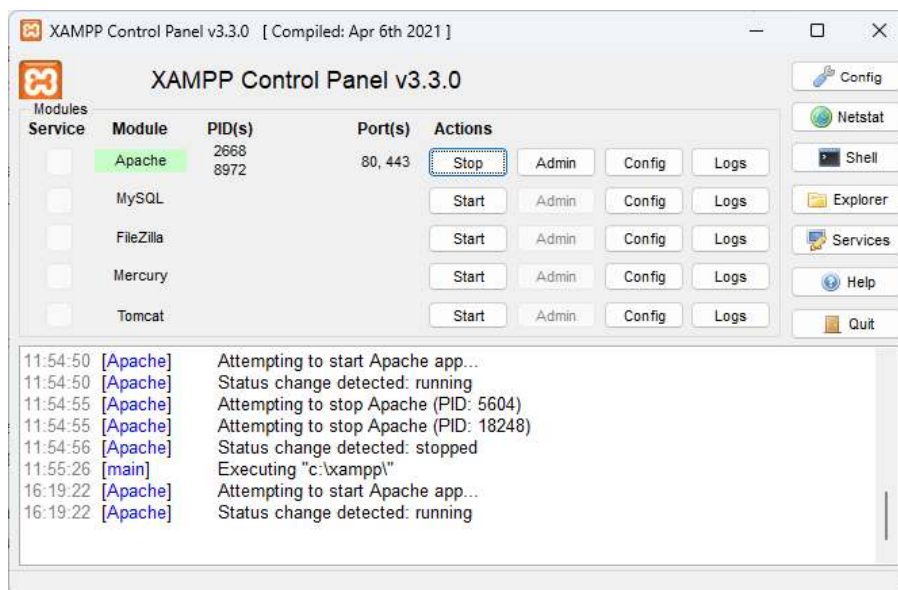 XAMPP Control Panel v3.3.0 [ Compiled: Apr 6th 2021 ]
XAMPP Control Panel v3.3.0
Config
Netstat
Shell
Explorer
Services
Help
Quit
Modules
Service Module PID(s) Port(s) Actions
Apache 2668 8972 80, 443 Stop Admin Config Logs
MySQL Start Admin Config Logs
FileZilla Start Admin Config Logs
Mercury Start Admin Config Logs
Tomcat Start Admin Config Logs
11:54:50 [Apache] Attempting to start Apache app...
11:54:50 [Apache] Status change detected: running
11:54:55 [Apache] Attempting to stop Apache (PID: 5604)
11:54:55 [Apache] Attempting to stop Apache (PID: 18248)
11:54:56 [Apache] Status change detected: stopped
11:55:26 [main] Executing "c:\xampp\"
16:19:22 [Apache] Attempting to start Apache app...
16:19:22 [Apache] Status change detected: running